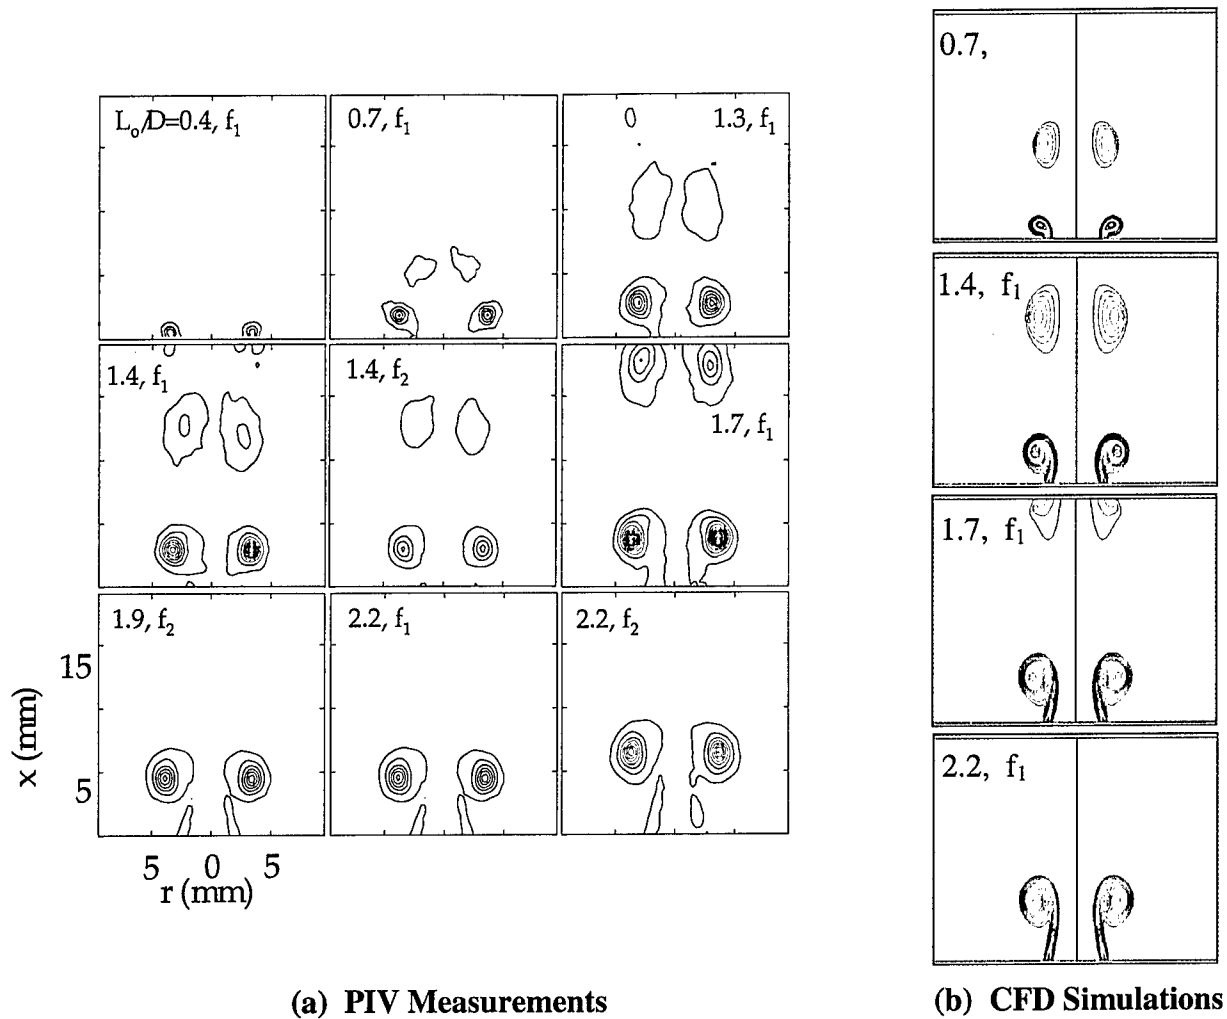 L₀/D=0.4, f₁
0.7, f₁
0
1.3, f₁
1.4, f₁
1.4, f₂
1.7, f₁
1.9, f₂
2.2, f₁
2.2, f₂
15
5
x (mm)
5 0 5
r (mm)
(a) PIV Measurements
0.7,
1.4, f₁
1.7, f₁
2.2, f₁
(b) CFD Simulations